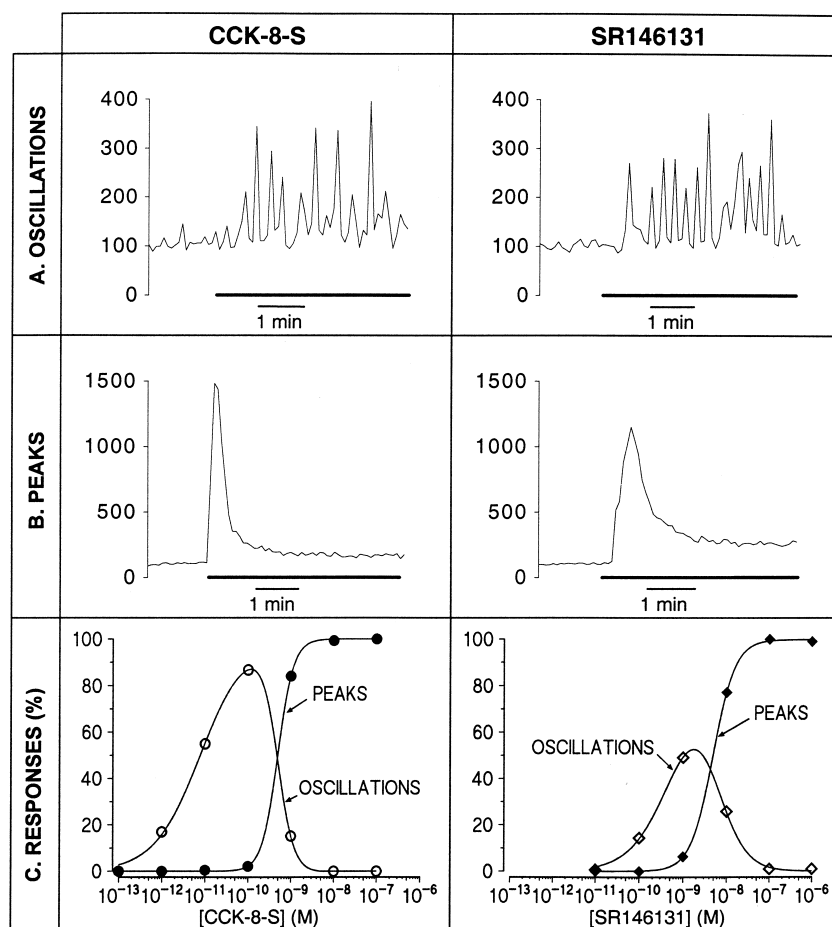 CCK-8-S
SR146131
A. OSCILLATIONS
400
300
200
100
0
1 min
400
300
200
100
0
1 min
B. PEAKS
1500
1000
500
0
1 min
1500
1000
500
0
1 min
C. RESPONSES (%)
100
80
60
40
20
0
PEAKS
OSCILLATIONS
10⁻¹³ 10⁻¹² 10⁻¹¹ 10⁻¹⁰ 10⁻⁹ 10⁻⁸ 10⁻⁷ 10⁻⁶
[CCK-8-S] (M)
100
80
60
40
20
0
OSCILLATIONS
PEAKS
10⁻¹³ 10⁻¹² 10⁻¹¹ 10⁻¹⁰ 10⁻⁹ 10⁻⁸ 10⁻⁷ 10⁻⁶
[SR146131] (M)